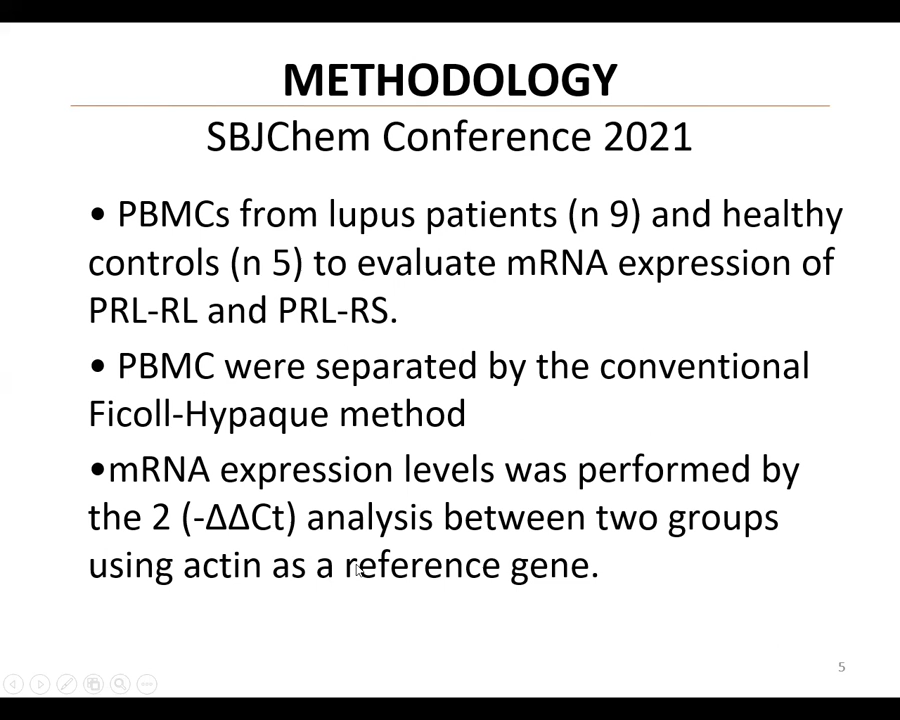 METHODOLOGY
SBJChem Conference 2021
• PBMCs from lupus patients (n 9) and healthy
controls (n 5) to evaluate mRNA expression of
PRL-RL and PRL-RS.
• PBMC were separated by the conventional
Ficoll-Hypaque method
•mRNA expression levels was performed by
the 2 (-ΔΔCt) analysis between two groups
using actin as a reference gene.
5